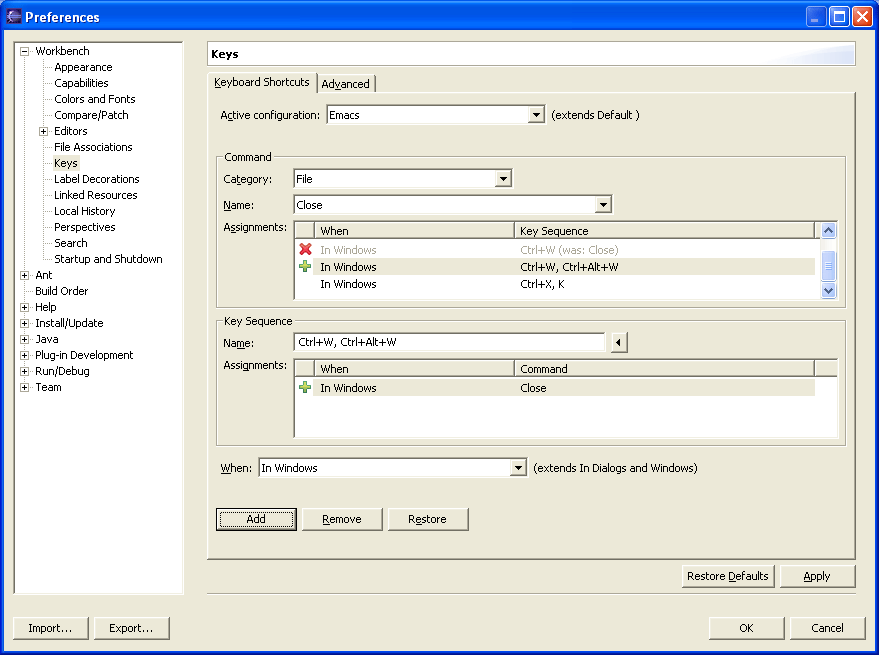 Preferences
Workbench
Appearance
Capabilities
Colors and Fonts
Compare/Patch
Editors
File Associations
Keys
Label Decorations
Linked Resources
Local History
Perspectives
Search
Startup and Shutdown
Ant
Build Order
Help
Install/Update
Java
Plug-in Development
Run/Debug
Team
Keys
Keyboard Shortcuts Advanced
Active configuration: Emacs (extends Default )
Command
Category: File
Name: Close
Assignments: When Key Sequence
In Windows Ctrl+W (was: Close)
In Windows Ctrl+W, Ctrl+Alt+W
In Windows Ctrl+X, K
Key Sequence
Name: Ctrl+W, Ctrl+Alt+W
Assignments: When Command
In Windows Close
When: In Windows (extends In Dialogs and Windows)
Add Remove Restore
Restore Defaults Apply
Import... Export... OK Cancel